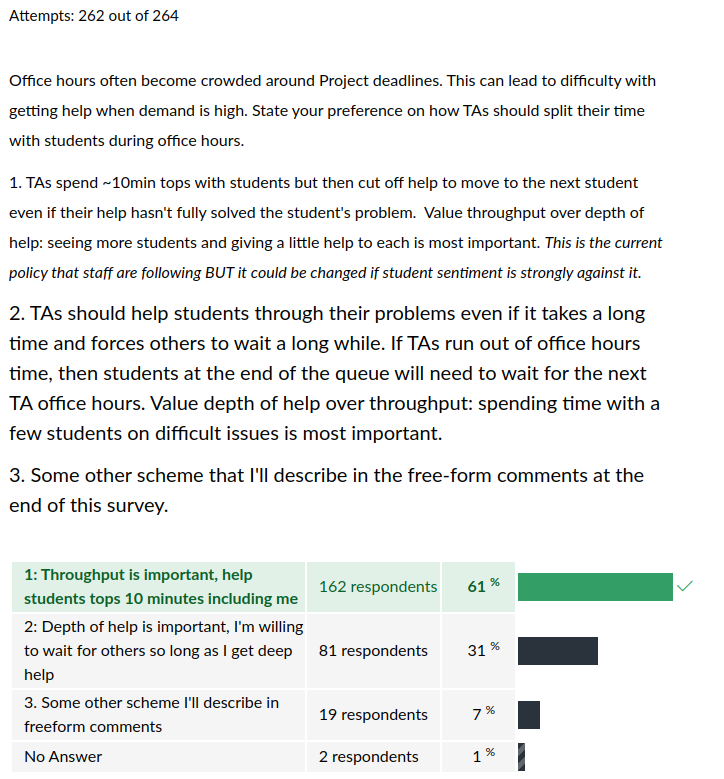 Attempts: 262 out of 264
Office hours often become crowded around Project deadlines. This can lead to difficulty with
getting help when demand is high. State your preference on how TAs should split their time
with students during office hours.
1. TAs spend ~10min tops with students but then cut off help to move to the next student
even if their help hasn't fully solved the student's problem.  Value throughput over depth of
help: seeing more students and giving a little help to each is most important. This is the current
policy that staff are following BUT it could be changed if student sentiment is strongly against it.
2. TAs should help students through their problems even if it takes a long
time and forces others to wait a long while. If TAs run out of office hours
time, then students at the end of the queue will need to wait for the next
TA office hours. Value depth of help over throughput: spending time with a
few students on difficult issues is most important.
3. Some other scheme that I'll describe in the free-form comments at the
end of this survey.
1: Throughput is important, help
students tops 10 minutes including me
162 respondents
61 %
2: Depth of help is important, I'm willing
to wait for others so long as I get deep
help
81 respondents
31 %
3. Some other scheme I'll describe in
freeform comments
19 respondents
7 %
No Answer
2 respondents
1 %